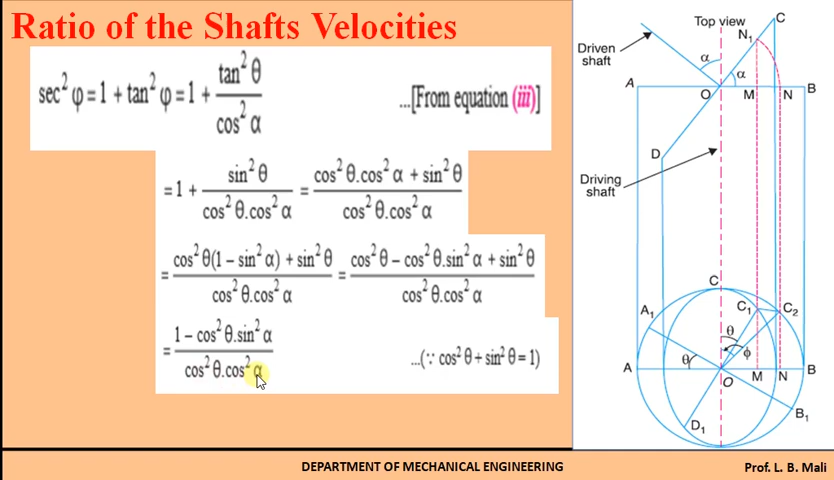 Ratio of the Shafts Velocities
sec² φ = 1 + tan² φ = 1 + tan² θ / cos² α ...[From equation (iii)]
= 1 + sin² θ / cos² θ.cos² α = cos² θ.cos² α + sin² θ / cos² θ.cos² α
= cos² θ(1 – sin² α) + sin² θ / cos² θ.cos² α = cos² θ – cos² θ.sin² α + sin² θ / cos² θ.cos² α
= 1 – cos² θ.sin² α / cos² θ.cos² α ...(∵ cos² θ + sin² θ = 1)
Top view
C
N₁
Driven
shaft
α
α
A
O
M
N
B
D
Driving
shaft
C
A₁
C₁
C₂
θ
θ
ϕ
A
O
M
N
B
B₁
D₁
DEPARTMENT OF MECHANICAL ENGINEERING
Prof. L. B. Mali